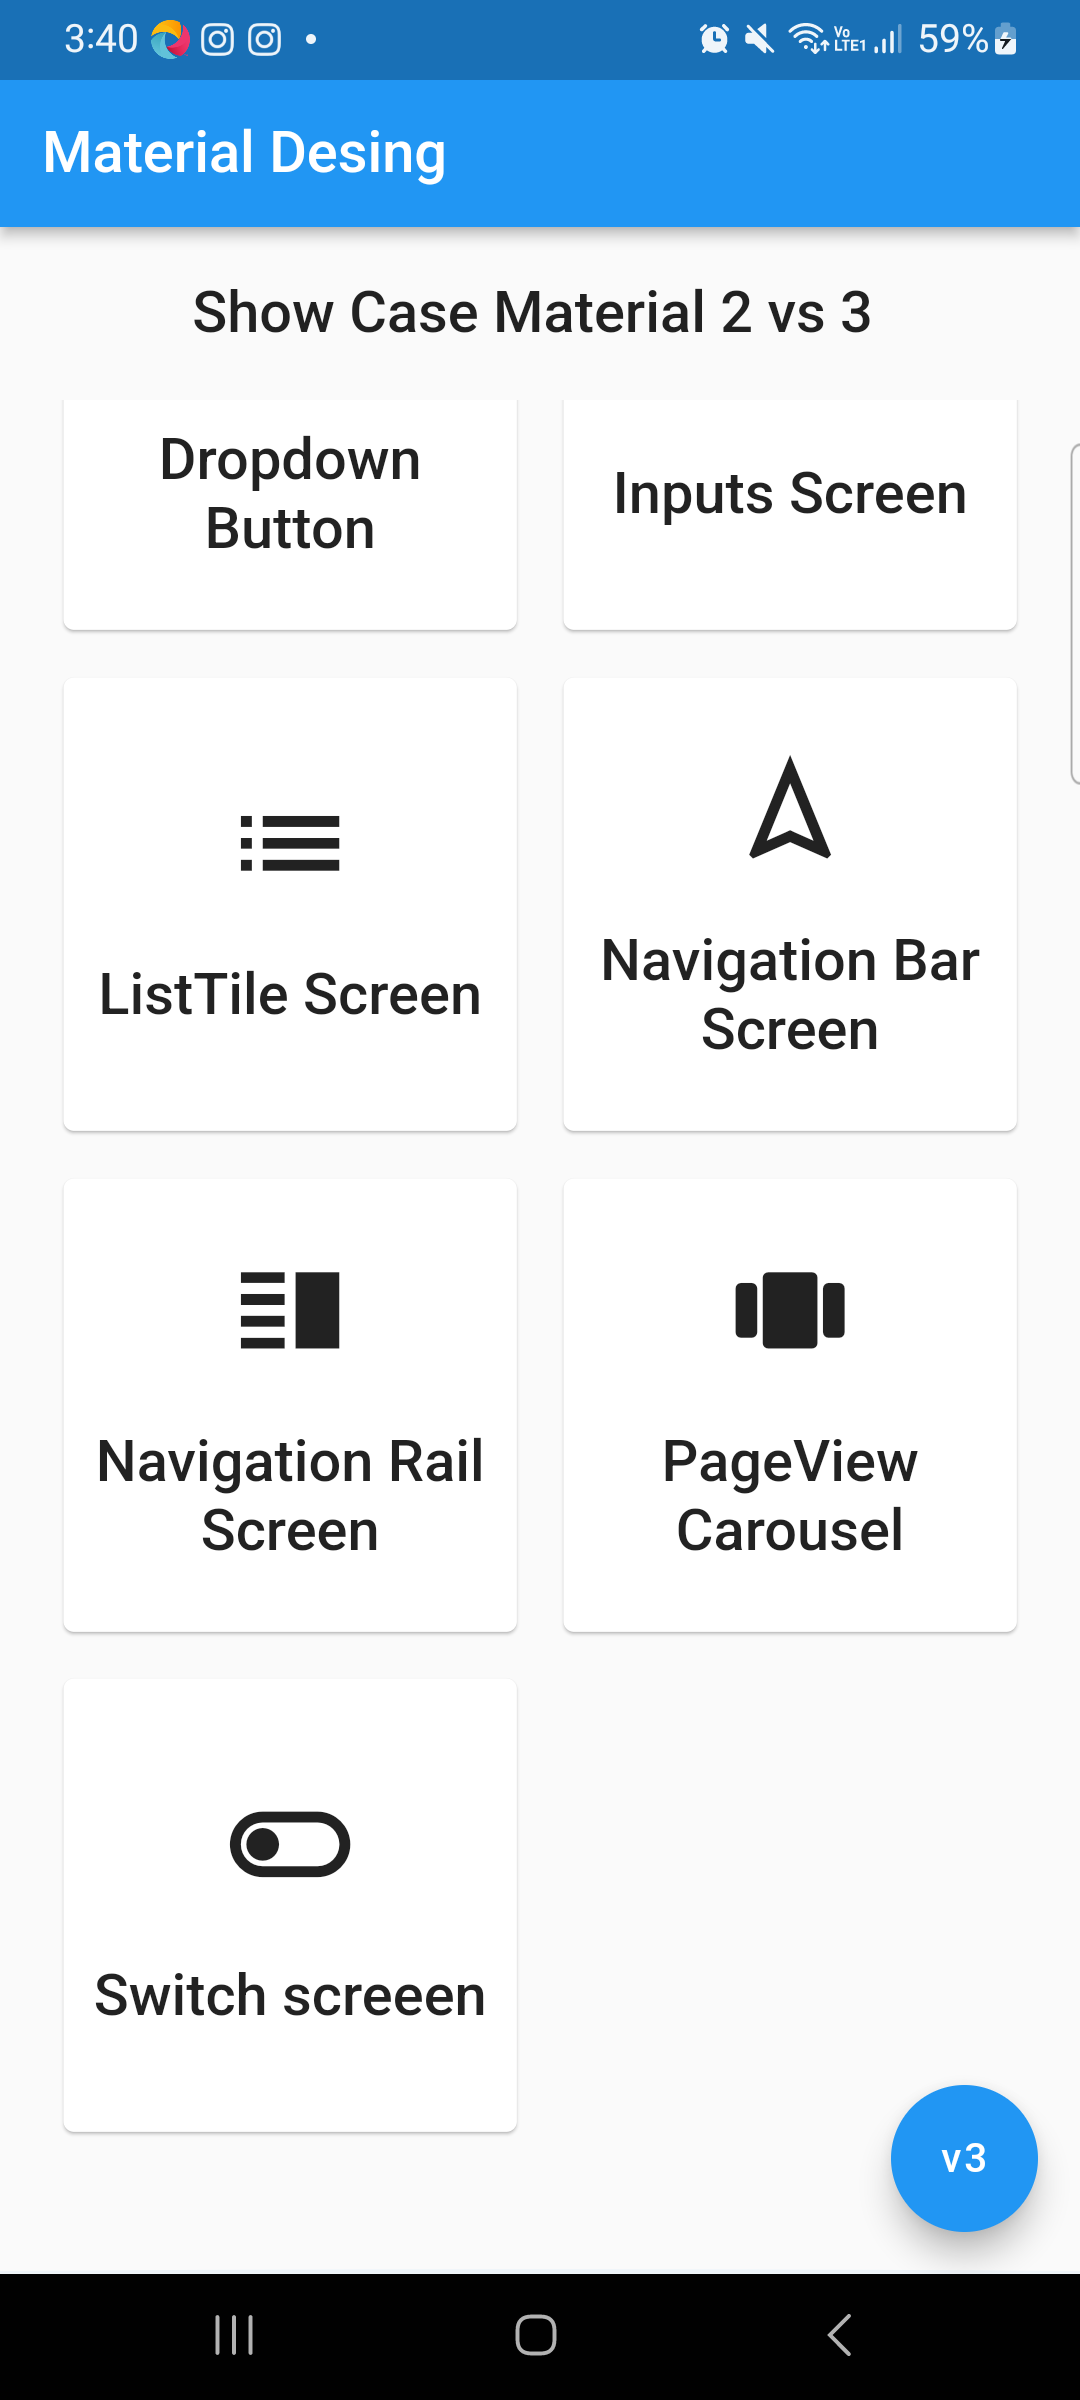 3:40
Vo LTE1 59%
Material Desing
Show Case Material 2 vs 3
Dropdown
Button
Inputs Screen
ListTile Screen
Navigation Bar
Screen
Navigation Rail
Screen
PageView
Carousel
Switch screeen
v3